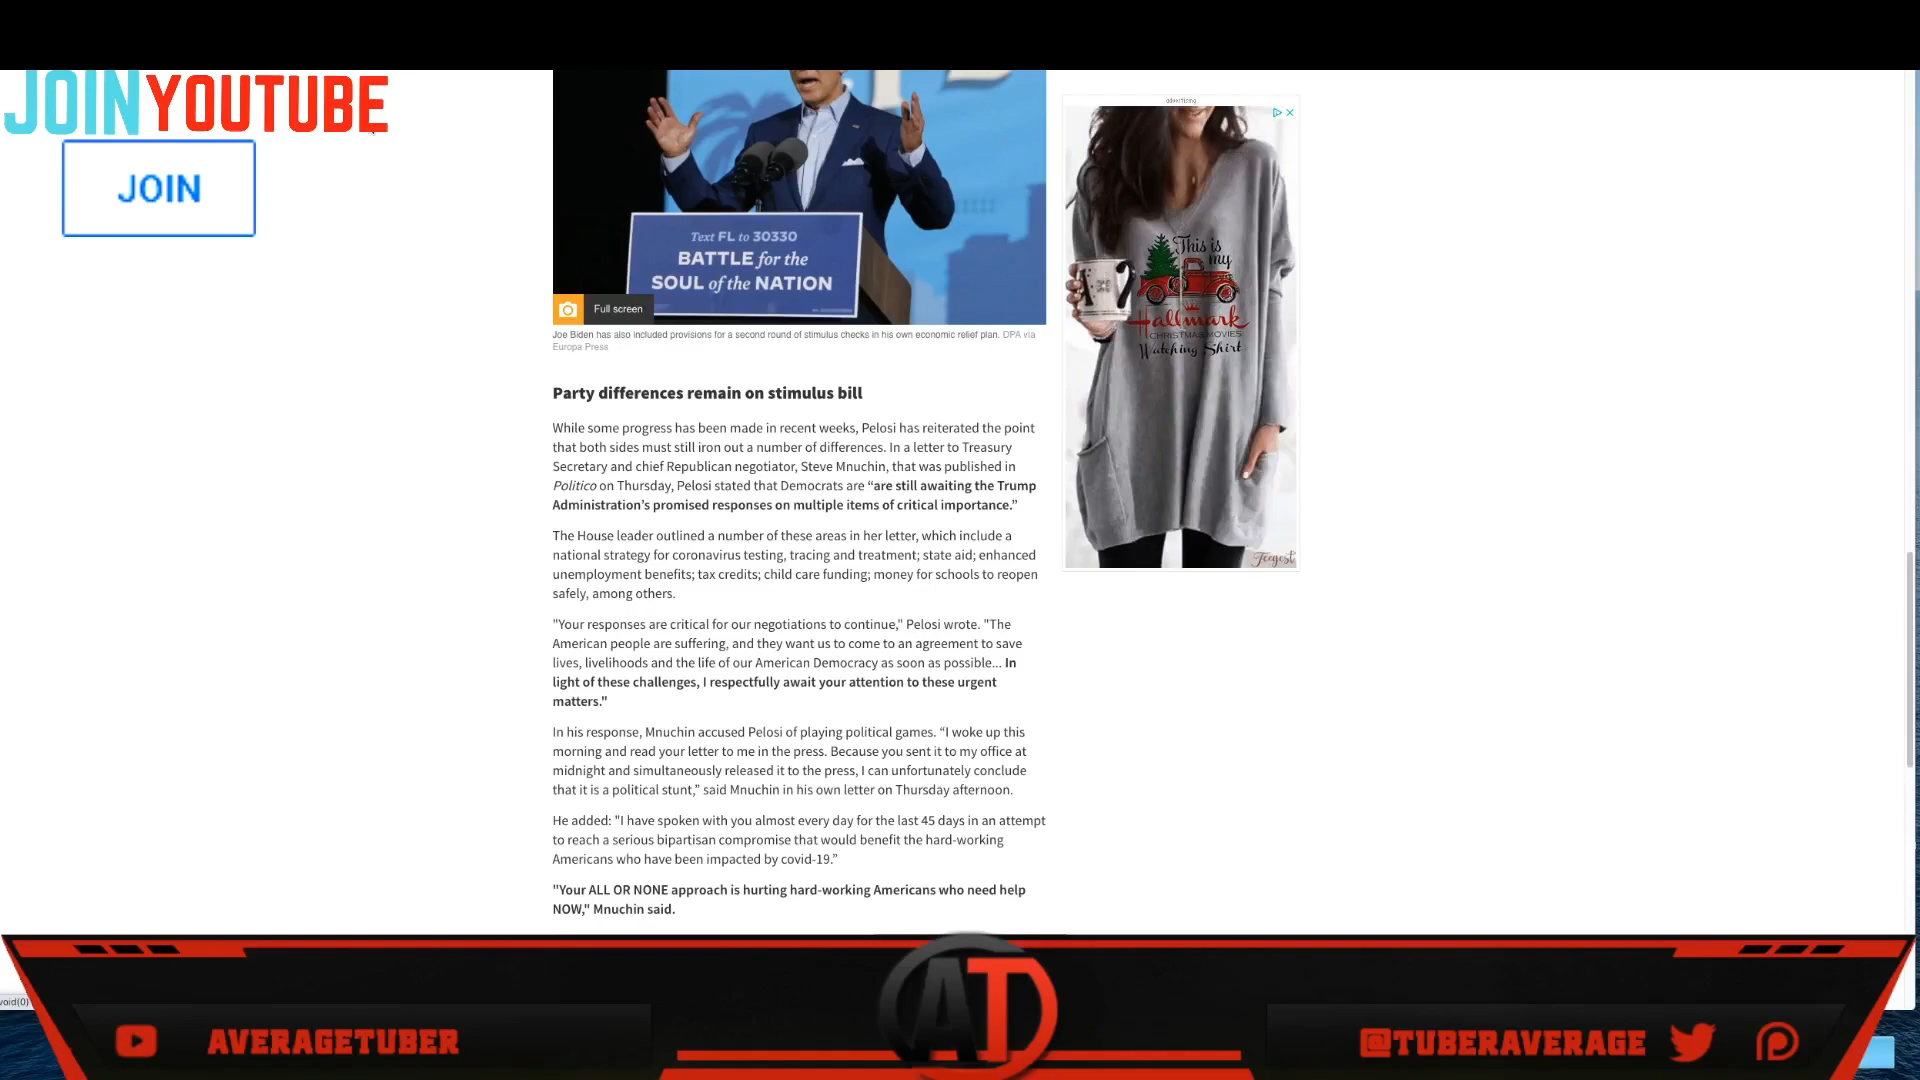 JOIN YOUTUBE
JOIN
Text FL to 30330
BATTLE for the
SOUL of the NATION
Full screen
Joe Biden has also included provisions for a second round of stimulus checks in his own economic relief plan. DPA via
Europa Press
Party differences remain on stimulus bill
While some progress has been made in recent weeks, Pelosi has reiterated the point
that both sides must still iron out a number of differences. In a letter to Treasury
Secretary and chief Republican negotiator, Steve Mnuchin, that was published in
Politico on Thursday, Pelosi stated that Democrats are “are still awaiting the Trump
Administration’s promised responses on multiple items of critical importance.”
The House leader outlined a number of these areas in her letter, which include a
national strategy for coronavirus testing, tracing and treatment; state aid; enhanced
unemployment benefits; tax credits; child care funding; money for schools to reopen
safely, among others.
"Your responses are critical for our negotiations to continue," Pelosi wrote. "The
American people are suffering, and they want us to come to an agreement to save
lives, livelihoods and the life of our American Democracy as soon as possible... In
light of these challenges, I respectfully await your attention to these urgent
matters."
In his response, Mnuchin accused Pelosi of playing political games. “I woke up this
morning and read your letter to me in the press. Because you sent it to my office at
midnight and simultaneously released it to the press, I can unfortunately conclude
that it is a political stunt,” said Mnuchin in his own letter on Thursday afternoon.
He added: "I have spoken with you almost every day for the last 45 days in an attempt
to reach a serious bipartisan compromise that would benefit the hard-working
Americans who have been impacted by covid-19.”
"Your ALL OR NONE approach is hurting hard-working Americans who need help
NOW," Mnuchin said.
advertising
This is
my
Hallmark
CHRISTMAS MOVIES
Watching Shirt
Teegest
void(0)
AVERAGETUBER
AT
@TUBERAVERAGE